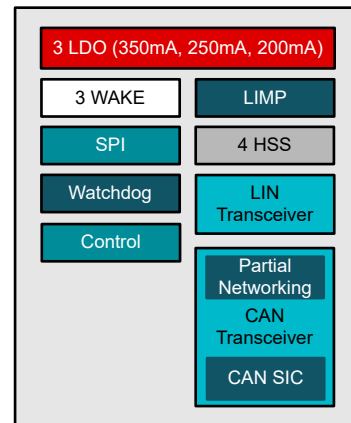 3 LDO (350mA, 250mA, 200mA)
3 WAKE
LIMP
SPI
4 HSS
Watchdog
LIN
Transceiver
Control
Partial
Networking
CAN
Transceiver
CAN SIC